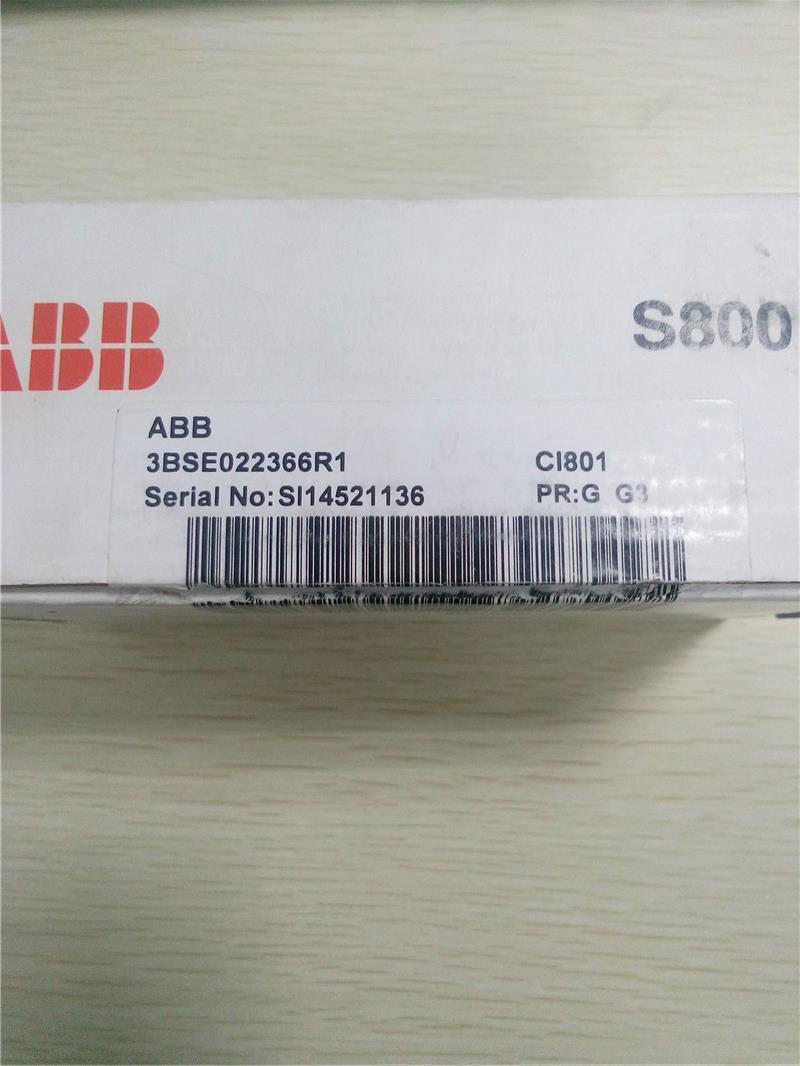 ABB
S800
ABB
3BSE022366R1 CI801
Serial No: SI14521136 PR:G G3